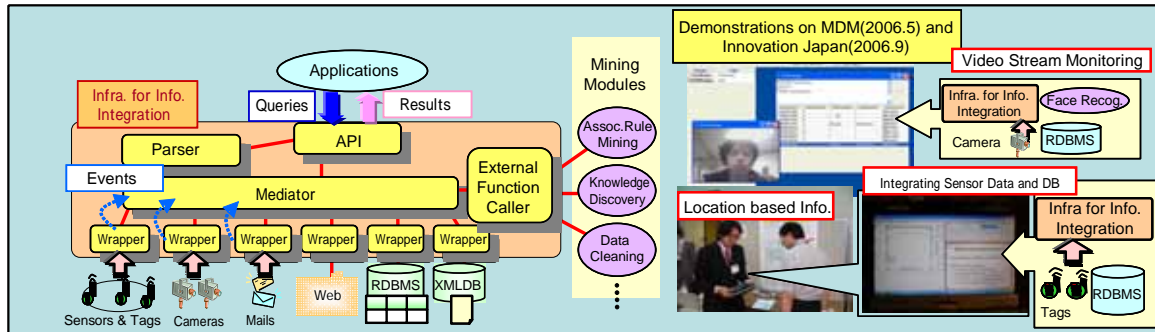 Applications
Queries
Results
Infra. for Info.
Integration
Parser
API
Events
Mediator
External
Function
Caller
Wrapper
Wrapper
Wrapper
Wrapper
Wrapper
Wrapper
Sensors & Tags
Cameras
Mails
Web
RDBMS
XMLDB
Mining
Modules
Assoc.Rule
Mining
Knowledge
Discovery
Data
Cleaning
Demonstrations on MDM(2006.5) and
Innovation Japan(2006.9)
Video Stream Monitoring
Infra. for Info.
Integration
Face Recog.
Camera
RDBMS
Location based Info.
Integrating Sensor Data and DB
Infra for Info.
Integration
Tags
RDBMS